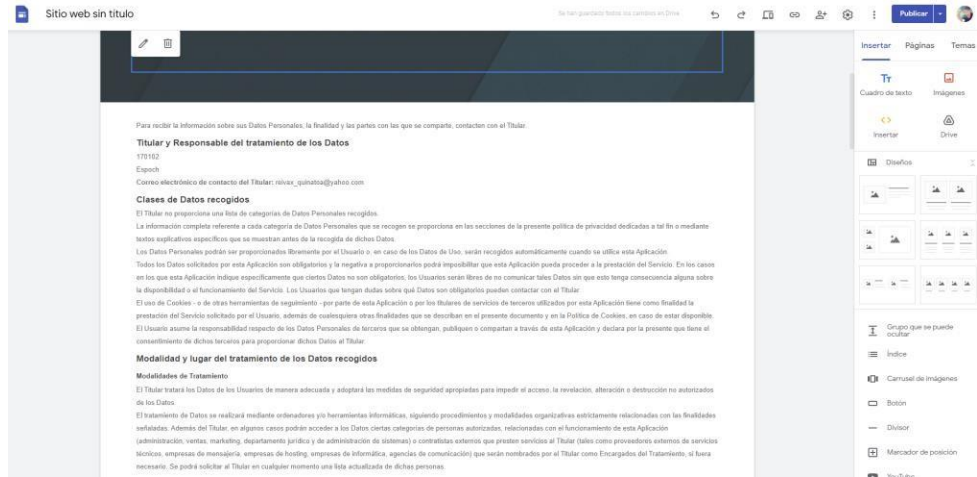 Sitio web sin título
Se han guardado todos los cambios en Drive
Publicar
Insertar Páginas Temas
Cuadro de texto Imágenes
Insertar Drive
Diseños
Grupo que se puede
ocultar
Índice
Carrusel de imágenes
Botón
Divisor
Marcador de posición
YouTube
Para recibir la información sobre sus Datos Personales, la finalidad y las partes con las que se comparte, contacten con el Titular.
Titular y Responsable del tratamiento de los Datos
170102
Espoch
Correo electrónico de contacto del Titular: nivax_quinatoa@yahoo.com
Clases de Datos recogidos
El Titular no proporciona una lista de categorías de Datos Personales recogidos.
La información completa referente a cada categoría de Datos Personales que se recogen se proporciona en las secciones de la presente política de privacidad dedicadas a tal fin o mediante
textos explicativos específicos que se muestran antes de la recogida de dichos Datos.
Los Datos Personales podrán ser proporcionados libremente por el Usuario o, en caso de los Datos de Uso, serán recogidos automáticamente cuando se utilice esta Aplicación.
Todos los Datos solicitados por esta Aplicación son obligatorios y la negativa a proporcionarlos podrá imposibilitar que esta Aplicación pueda proceder a la prestación del Servicio. En los casos
en los que esta Aplicación indique específicamente que ciertos Datos no son obligatorios, los Usuarios serán libres de no comunicar tales Datos sin que esto tenga consecuencia alguna sobre
la disponibilidad o el funcionamiento del Servicio. Los Usuarios que tengan dudas sobre qué Datos son obligatorios pueden contactar con el Titular.
El uso de Cookies - o de otras herramientas de seguimiento - por parte de esta Aplicación o por los titulares de servicios de terceros utilizados por esta Aplicación tiene como finalidad la
prestación del Servicio solicitado por el Usuario, además de cualesquiera otras finalidades que se describan en el presente documento y en la Política de Cookies, en caso de estar disponible.
El Usuario asume la responsabilidad respecto de los Datos Personales de terceros que se obtengan, publiquen o compartan a través de esta Aplicación y declara por la presente que tiene el
consentimiento de dichos terceros para proporcionar dichos Datos al Titular.
Modalidad y lugar del tratamiento de los Datos recogidos
Modalidades de Tratamiento
El Titular tratará los Datos de los Usuarios de manera adecuada y adoptará las medidas de seguridad apropiadas para impedir el acceso, la revelación, alteración o destrucción no autorizados
de los Datos.
El tratamiento de Datos se realizará mediante ordenadores y/o herramientas informáticas, siguiendo procedimientos y modalidades organizativas estrictamente relacionadas con las finalidades
señaladas. Además del Titular, en algunos casos podrán acceder a los Datos ciertas categorías de personas autorizadas, relacionadas con el funcionamiento de esta Aplicación
(administración, ventas, marketing, departamento jurídico y de administración de sistemas) o contratistas externos que presten servicios al Titular (tales como proveedores externos de servicios
técnicos, empresas de mensajería, empresas de hosting, empresas de informática, agencias de comunicación) que serán nombrados por el Titular como Encargados del Tratamiento, si fuera
necesario. Se podrá solicitar al Titular en cualquier momento una lista actualizada de dichas personas.